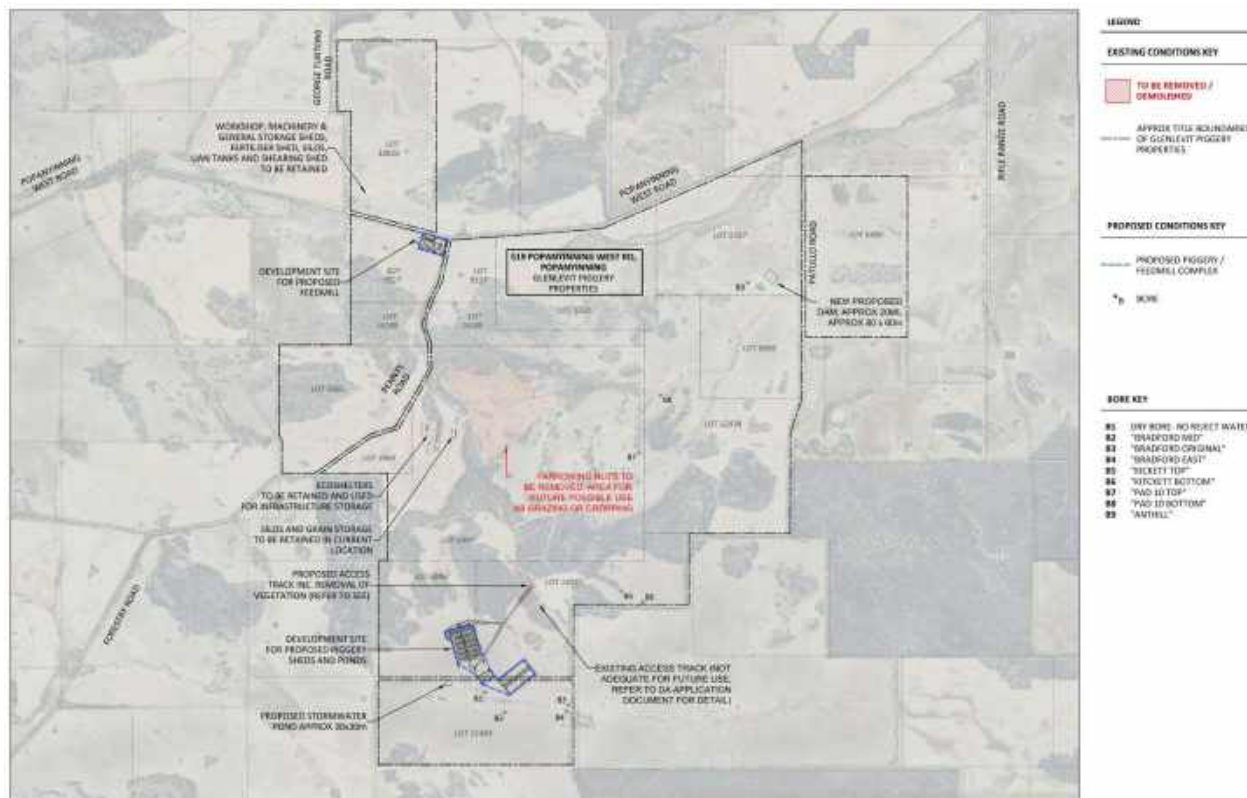 GEORGE TURTONS
ROAD
WORKSHOP, MACHINERY &
GENERAL STORAGE SHEDS,
FERTILISER SHED, SILOS,
UAN TANKS AND SHEARING SHED
TO BE RETAINED
POPANYINNING
WEST ROAD
POPANYINNING
WEST ROAD
RIFLE RANGE ROAD
PATULLO ROAD
DEVELOPMENT SITE
FOR PROPOSED
FEEDMILL
519 POPANYINNING WEST RD,
POPANYINNING
GLENLEVIT PIGGERY
PROPERTIES
NEW PROPOSED
DAM, APPROX 20ML
APPROX 80 x 60m
ROAD
FARROWING HUTS TO
BE REMOVED. AREA FOR
FUTURE POSSIBLE USE
AS GRAZING OR CROPPING
ECOSHELTERS
TO BE RETAINED AND USED
FOR INFRASTRUCTURE STORAGE
SILOS AND GRAIN STORAGE
TO BE RETAINED IN CURRENT
LOCATION
PROPOSED ACCESS
TRACK INC. REMOVAL OF
VEGETATION (REFER TO SEE)
FORESTRY ROAD
DEVELOPMENT SITE
FOR PROPOSED PIGGERY
SHEDS AND PONDS
EXISTING ACCESS TRACK (NOT
ADEQUATE FOR FUTURE USE,
REFER TO DA APPLICATION
DOCUMENT FOR DETAIL)
PROPOSED STORMWATER
POND APPROX 30x30m
LEGEND
EXISTING CONDITIONS KEY
TO BE REMOVED /
DEMOLISHED
APPROX TITLE BOUNDARIES
OF GLENLEVIT PIGGERY
PROPERTIES
PROPOSED CONDITIONS KEY
PROPOSED PIGGERY /
FEEDMILL COMPLEX
BORE
BORE KEY
B1 DRY BORE - NO REJECT WATER
B2 "BRADFORD MID"
B3 "BRADFORD ORIGINAL"
B4 "BRADFORD EAST"
B5 "RICKETT TOP"
B6 "RITCKETT BOTTOM"
B7 "PAD 10 TOP"
B8 "PAD 10 BOTTOM"
B9 "ANTHILL"